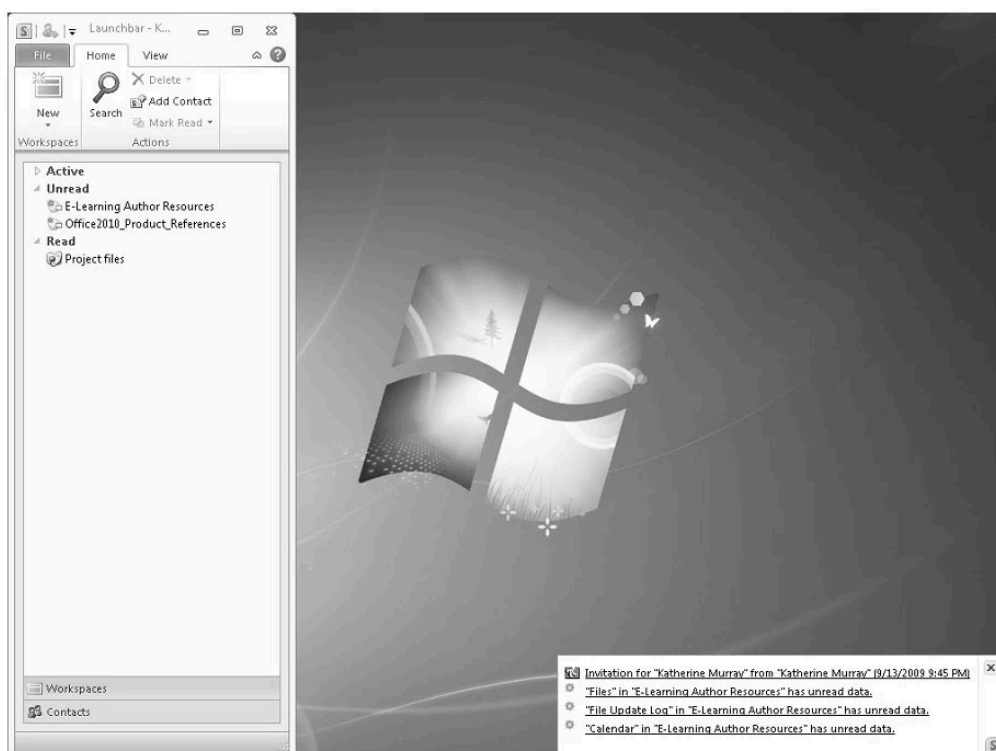 Launchbar - K...
File Home View
New
Search
Delete
Add Contact
Mark Read
Workspaces Actions
Active
Unread
E-Learning Author Resources
Office2010_Product_References
Read
Project files
Workspaces
Contacts
Invitation for "Katherine Murray" from "Katherine Murray" (9/13/2009 9:45 PM)
"Files" in "E-Learning Author Resources" has unread data.
"File Update Log" in "E-Learning Author Resources" has unread data.
"Calendar" in "E-Learning Author Resources" has unread data.